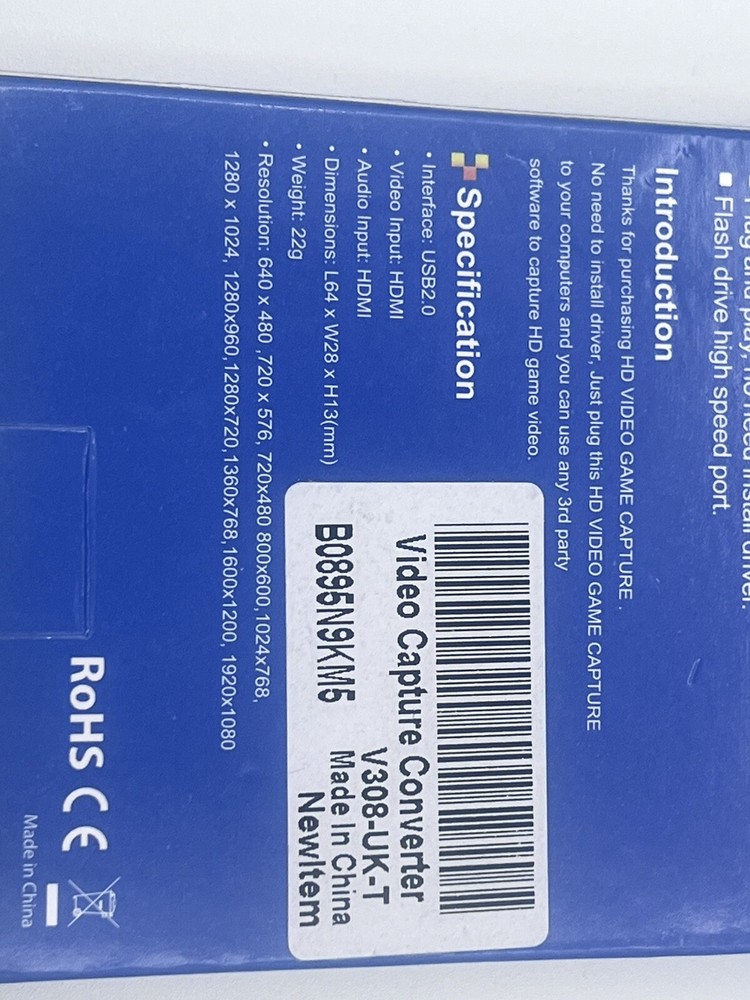 ▪ Flash drive high speed port.
Introduction
Thanks for purchasing HD VIDEO GAME CAPTURE .
No need to install driver, Just plug this HD VIDEO GAME CAPTURE
to your computers and you can use any 3rd party
software to capture HD game video.
Specification
• Interface: USB2.0
• Video Input: HDMI
• Audio Input: HDMI
• Dimensions: L64 x W28 x H13(mm)
• Weight: 22g
• Resolution: 640 x 480 ,720 x 576, 720x480 800x600,1024x768,
1280 x 1024, 1280x960,1280x720,1360x768,1600x1200, 1920x1080
Video Capture Converter
V308-UK-T
B0895N9KM5 Made In China
NewItem
RoHS CE
Made in China